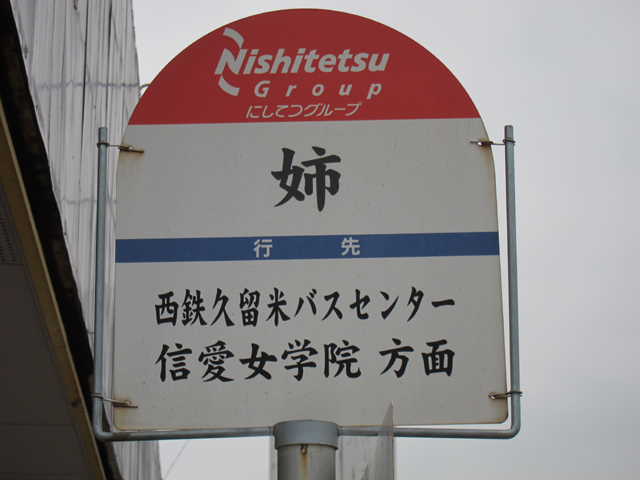 Nishitetsu
Group
にしてつグループ
姉
行先
西鉄久留米バスセンター
信愛女学院 方面